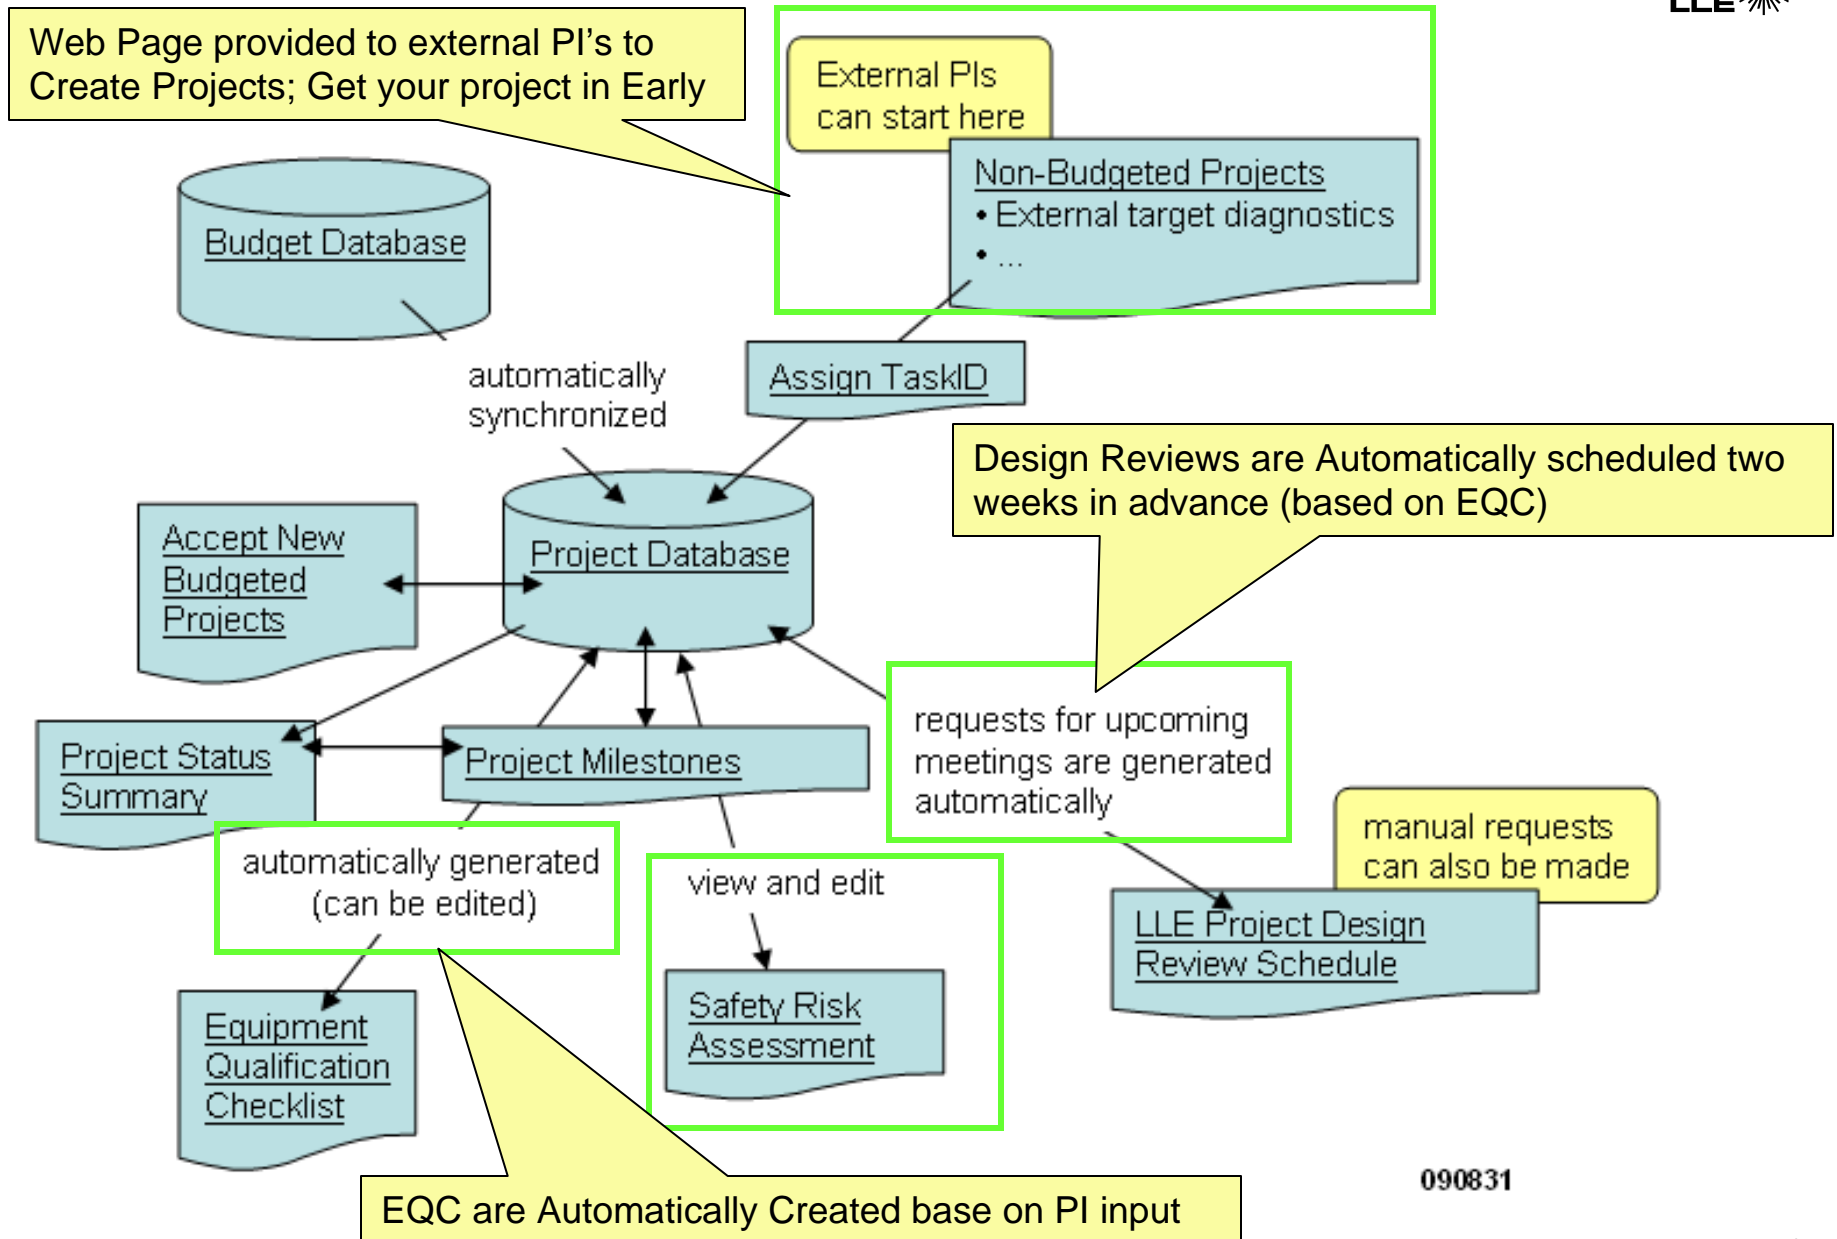 LLE
Web Page provided to external PI's to
Create Projects; Get your project in Early
External PIs
can start here
Non-Budgeted Projects
• External target diagnostics
• ...
Budget Database
automatically
synchronized
Assign TaskID
Design Reviews are Automatically scheduled two
weeks in advance (based on EQC)
Accept New
Budgeted
Projects
Project Database
requests for upcoming
meetings are generated
automatically
Project Status
Summary
Project Milestones
manual requests
can also be made
automatically generated
(can be edited)
view and edit
LLE Project Design
Review Schedule
Equipment
Qualification
Checklist
Safety Risk
Assessment
090831
EQC are Automatically Created base on PI input